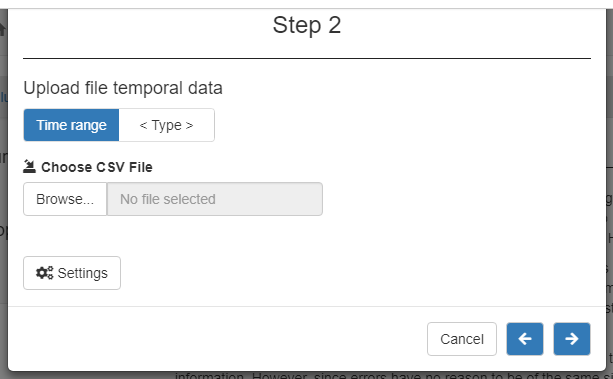 Step 2
Upload file temporal data
Time range < Type >
Choose CSV File
Browse... No file selected
Settings
Cancel
information. However, since errors have no reason to be of the same